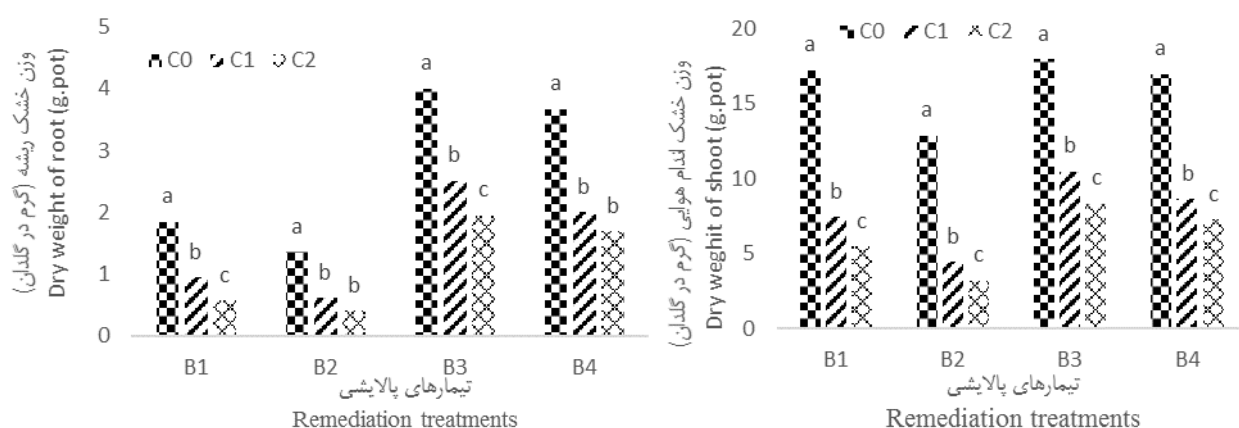 وزن خشک ریشه (گرم در گلدان)
Dry weight of root (g.pot)
5
4
3
2
1
0
C0 C1 C2
a
b
c
a
b
b
a
b
c
a
b
b
B1 B2 B3 B4
تیمارهای پالایشی
Remediation treatments
وزن خشک اندام هوایی (گرم در گلدان)
Dry weghit of shoot (g.pot)
20
15
10
5
0
C0 C1 C2
a
b
c
a
b
c
a
b
c
a
b
c
B1 B2 B3 B4
تیمارهای پالایشی
Remediation treatments